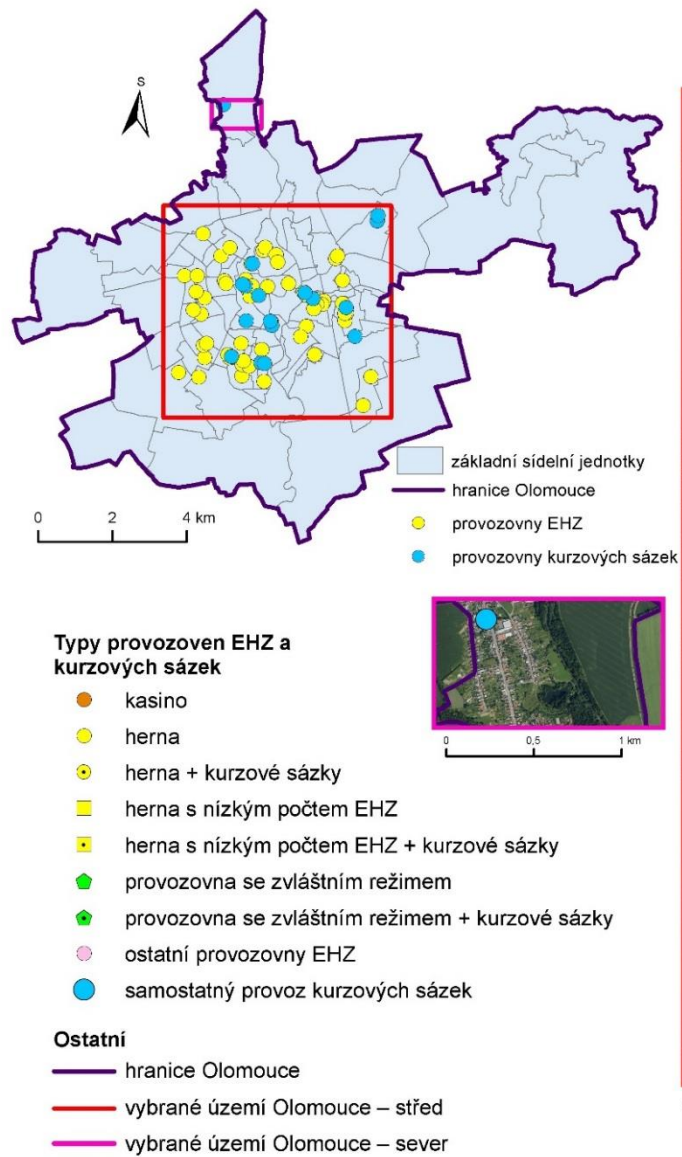 S
základní sídelní jednotky
hranice Olomouce
0 2 4 km
provozovny EHZ
provozovny kurzových sázek
Typy provozoven EHZ a
kurzových sázek
kasino
herna
herna + kurzové sázky
herna s nízkým počtem EHZ
herna s nízkým počtem EHZ + kurzové sázky
provozovna se zvláštním režimem
provozovna se zvláštním režimem + kurzové sázky
ostatní provozovny EHZ
samostatný provoz kurzových sázek
0 0,5 1 km
Ostatní
hranice Olomouce
vybrané území Olomouce – střed
vybrané území Olomouce – sever